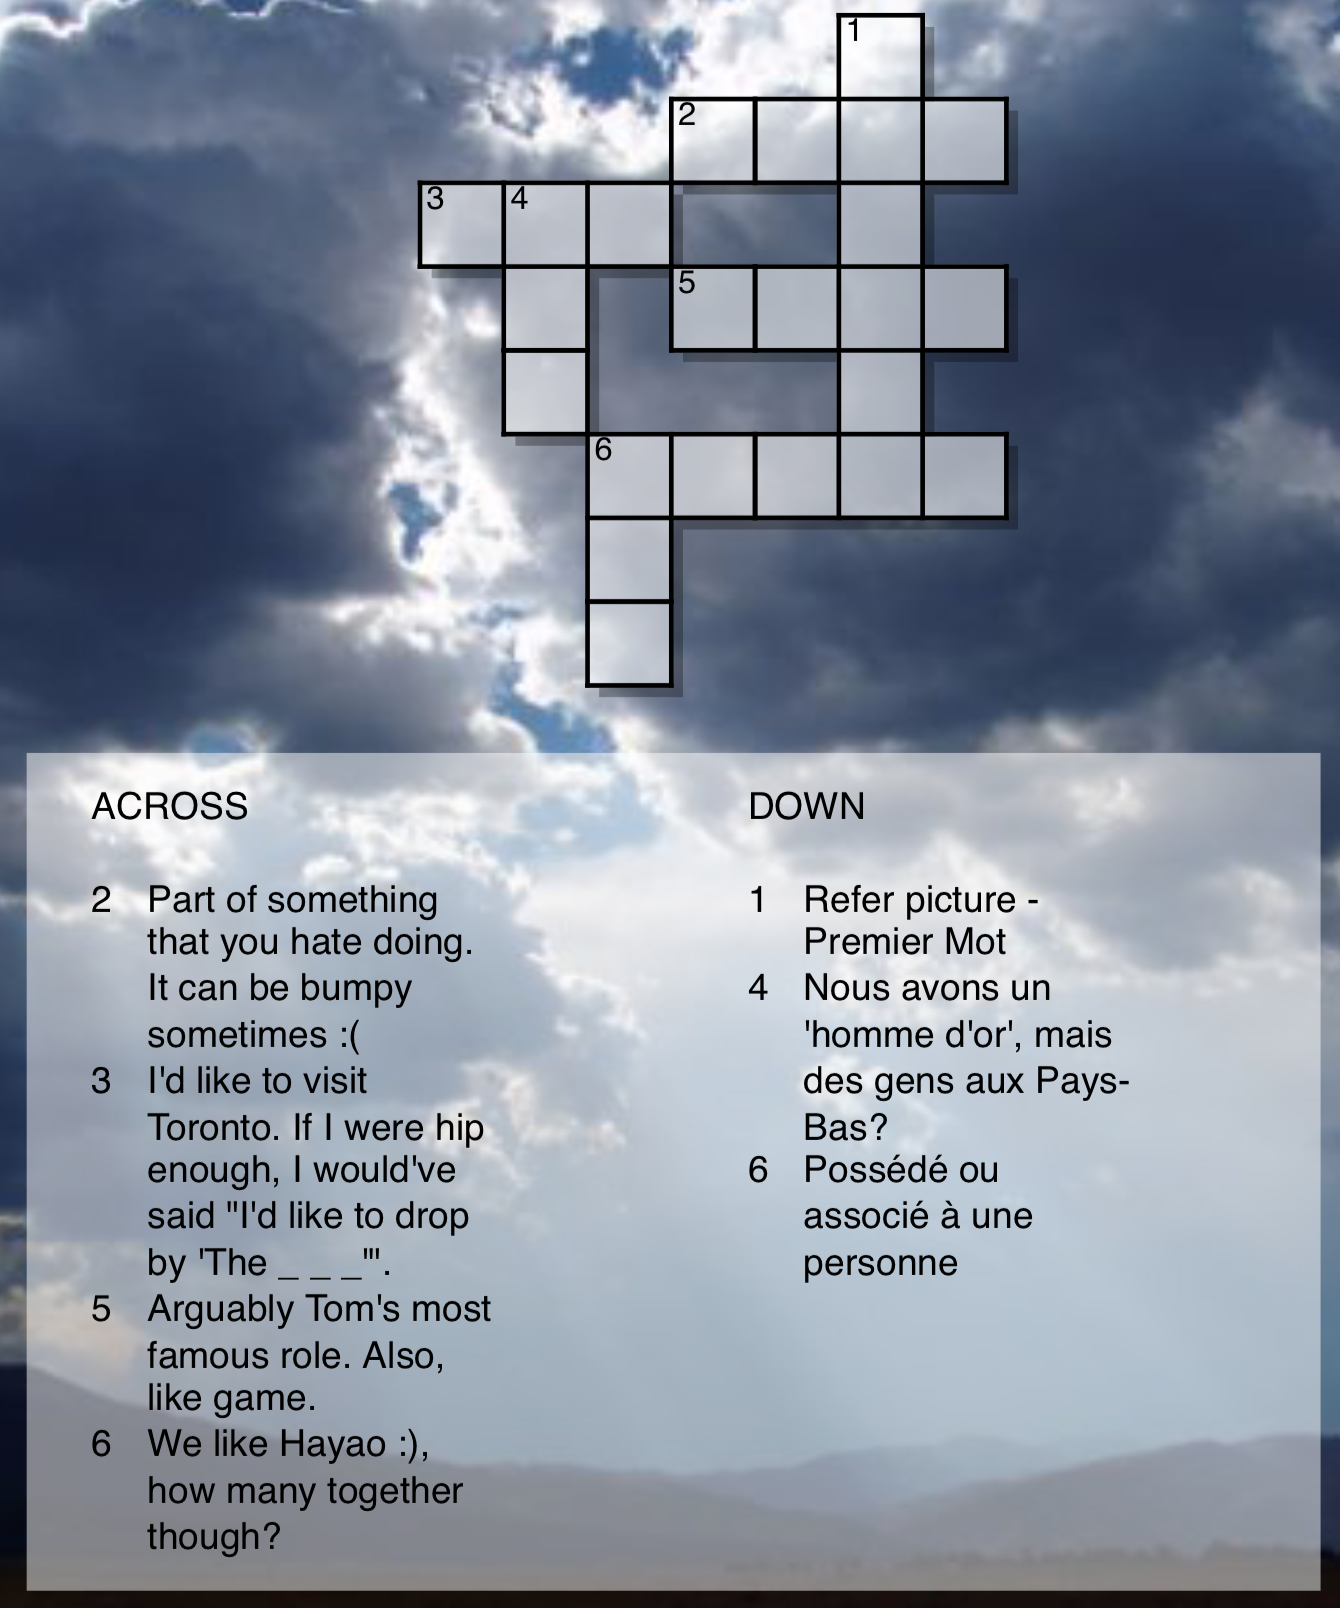 1
2
3 4
5
6
ACROSS
2 Part of something
that you hate doing.
It can be bumpy
sometimes :(
3 I'd like to visit
Toronto. If I were hip
enough, I would've
said "I'd like to drop
by 'The _ _ _'".
5 Arguably Tom's most
famous role. Also,
like game.
6 We like Hayao :),
how many together
though?
DOWN
1 Refer picture -
Premier Mot
4 Nous avons un
'homme d'or', mais
des gens aux Pays-
Bas?
6 Possédé ou
associé à une
personne